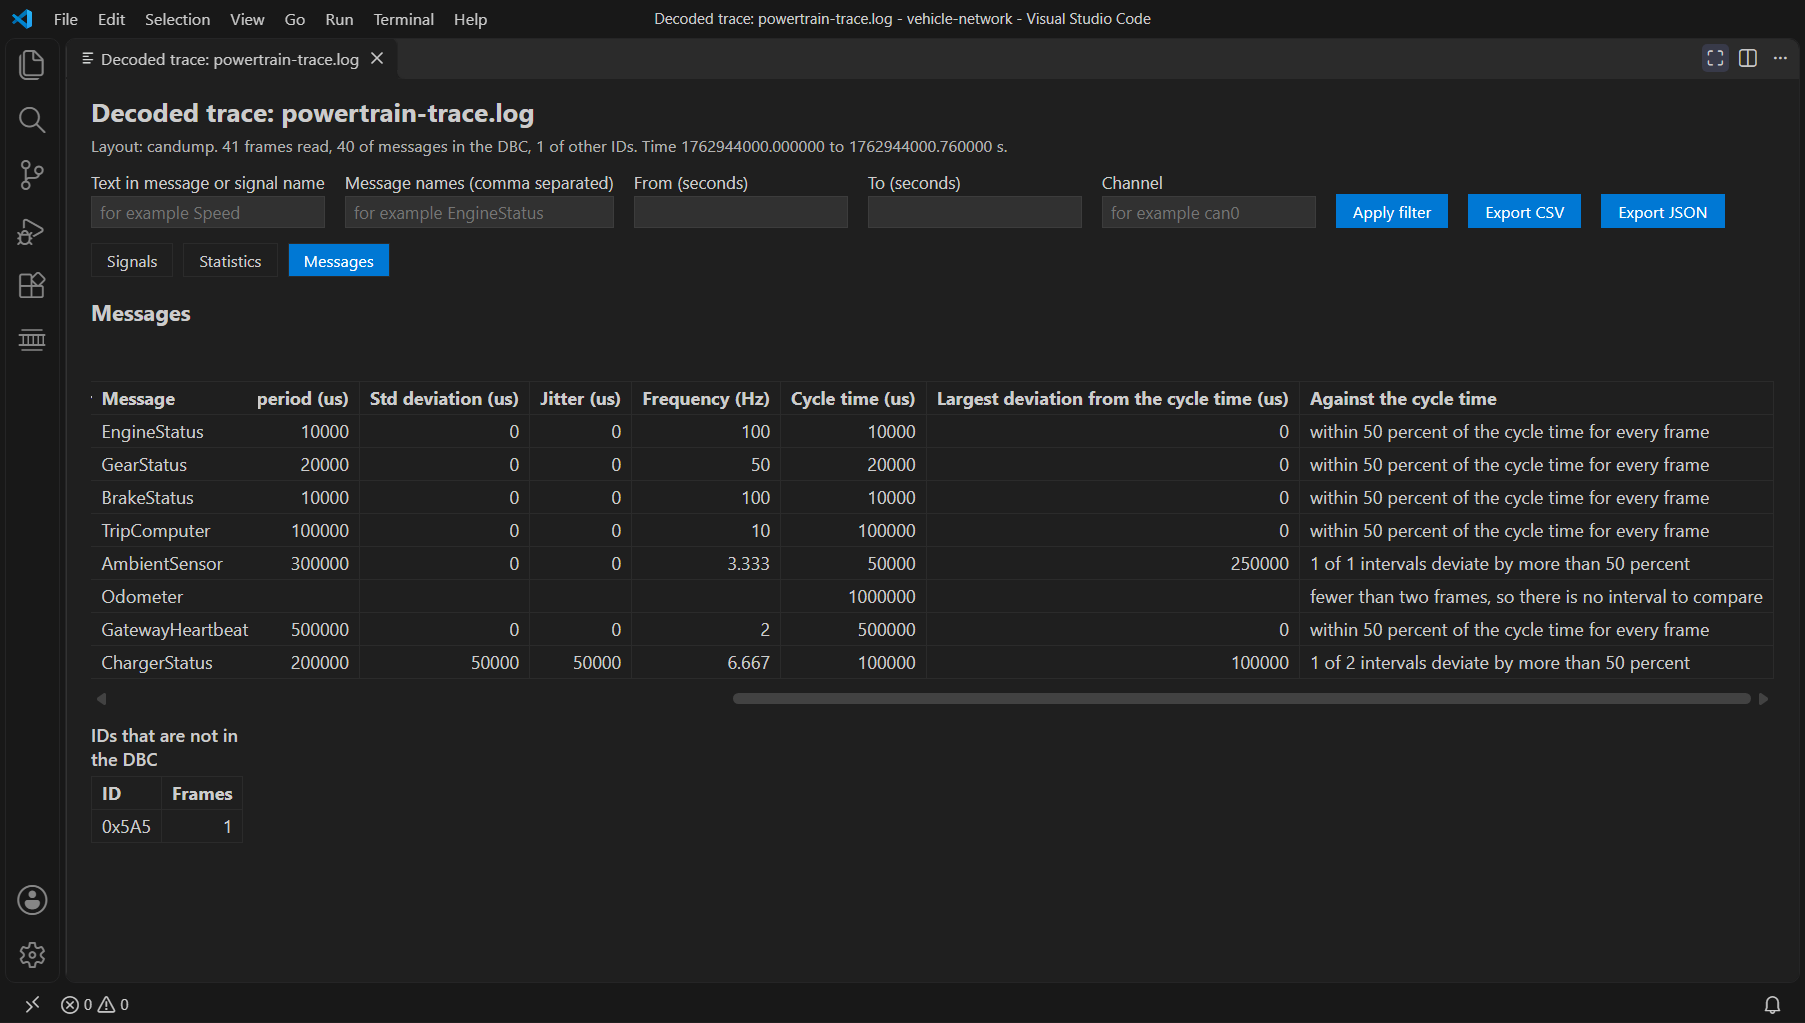 File Edit Selection View Go Run Terminal Help
Decoded trace: powertrain-trace.log - vehicle-network - Visual Studio Code
Decoded trace: powertrain-trace.log
Decoded trace: powertrain-trace.log
Layout: candump. 41 frames read, 40 of messages in the DBC, 1 of other IDs. Time 1762944000.000000 to 1762944000.760000 s.
Text in message or signal name Message names (comma separated) From (seconds) To (seconds) Channel
for example Speed for example EngineStatus for example can0 Apply filter Export CSV Export JSON
Signals Statistics Messages
Messages
Message period (us) Std deviation (us) Jitter (us) Frequency (Hz) Cycle time (us) Largest deviation from the cycle time (us) Against the cycle time
EngineStatus 10000 0 0 100 10000 0 within 50 percent of the cycle time for every frame
GearStatus 20000 0 0 50 20000 0 within 50 percent of the cycle time for every frame
BrakeStatus 10000 0 0 100 10000 0 within 50 percent of the cycle time for every frame
TripComputer 100000 0 0 10 100000 0 within 50 percent of the cycle time for every frame
AmbientSensor 300000 0 0 3.333 50000 250000 1 of 1 intervals deviate by more than 50 percent
Odometer 1000000 fewer than two frames, so there is no interval to compare
GatewayHeartbeat 500000 0 0 2 500000 0 within 50 percent of the cycle time for every frame
ChargerStatus 200000 50000 50000 6.667 100000 100000 1 of 2 intervals deviate by more than 50 percent
IDs that are not in
the DBC
ID Frames
0x5A5 1
0 0